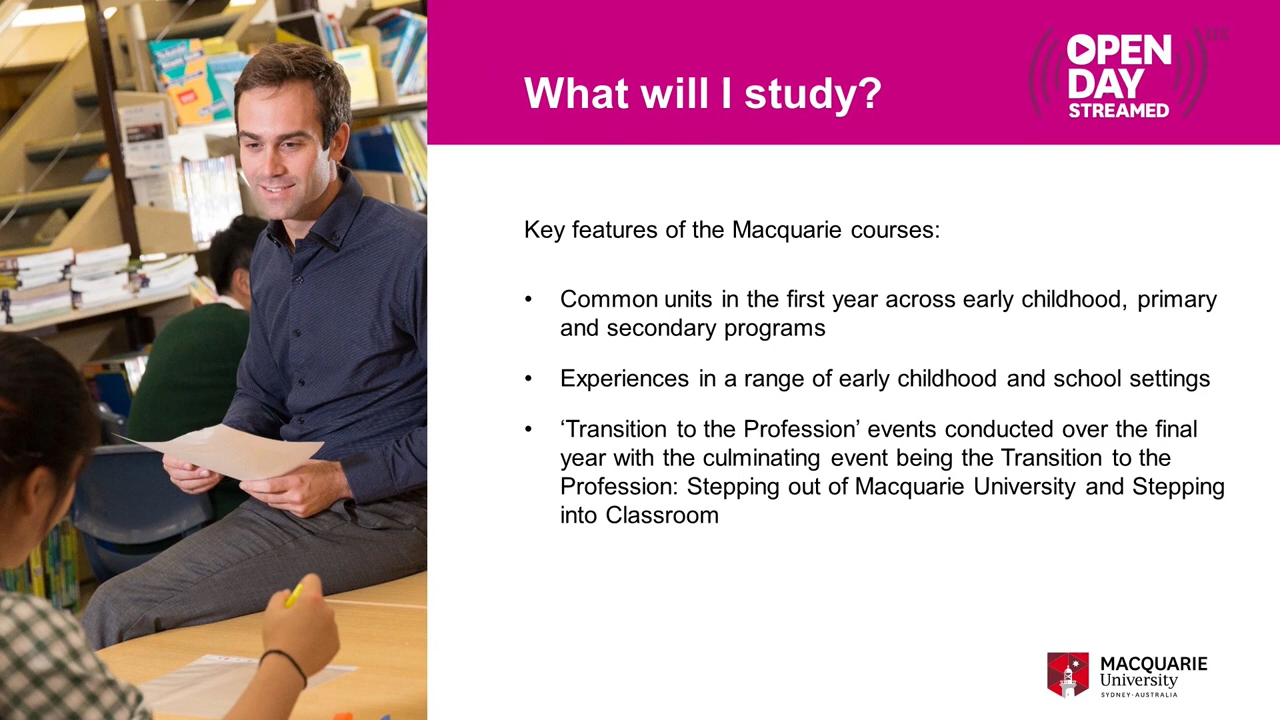 What will I study?
OPEN
DAY
STREAMED
Key features of the Macquarie courses:
• Common units in the first year across early childhood, primary
and secondary programs
• Experiences in a range of early childhood and school settings
• ‘Transition to the Profession’ events conducted over the final
year with the culminating event being the Transition to the
Profession: Stepping out of Macquarie University and Stepping
into Classroom
MACQUARIE
University
SYDNEY·AUSTRALIA